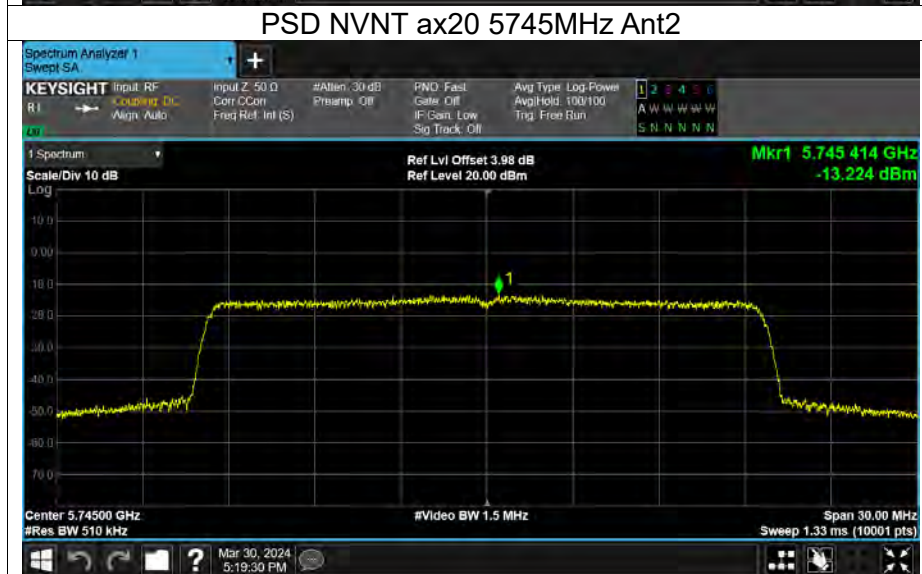 PSD NVNT ax20 5745MHz Ant2
Spectrum Analyzer 1
Swept SA
+
KEYSIGHT Input: RF Input Z: 50 Ω #Atten: 30 dB PNO: Fast Avg Type: Log-Power 1 2 3 4 5 6
Coupling: DC Corr CCorr Preamp: Off Gate: Off Avg|Hold: 100/100 A W W W W W
Align: Auto Freq Ref: Int (S) IF Gain: Low Trig: Free Run
Sig Track: Off S N N N N N
1 Spectrum Ref Lvl Offset 3.98 dB Mkr1 5.745 414 GHz
Scale/Div 10 dB Ref Level 20.00 dBm -13.224 dBm
Log
10.0
0.00
1
-10.0
-20.0
-30.0
-40.0
-50.0
-60.0
-70.0
Center 5.74500 GHz #Video BW 1.5 MHz Span 30.00 MHz
#Res BW 510 kHz Sweep 1.33 ms (10001 pts)
? Mar 30, 2024
5:19:30 PM